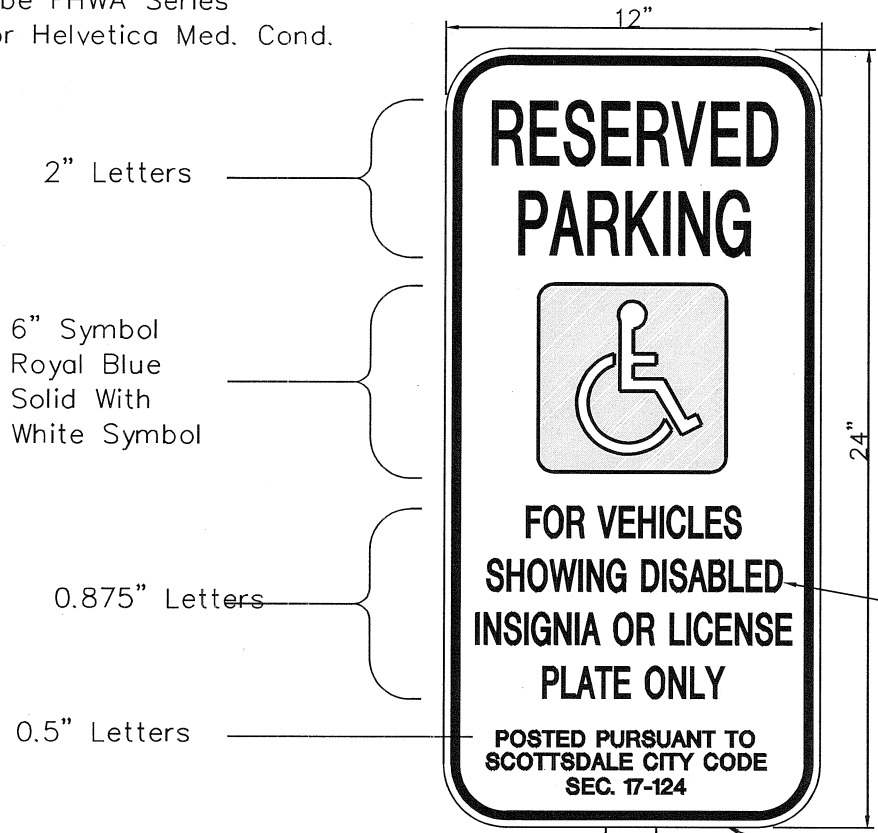 be FHWA Series
or Helvetica Med. Cond.
12"
2" Letters
RESERVED
PARKING
6" Symbol
Royal Blue
Solid With
White Symbol
24"
0.875" Letters
FOR VEHICLES
SHOWING DISABLED
INSIGNIA OR LICENSE
PLATE ONLY
0.5" Letters
POSTED PURSUANT TO
SCOTTSDALE CITY CODE
SEC. 17-124